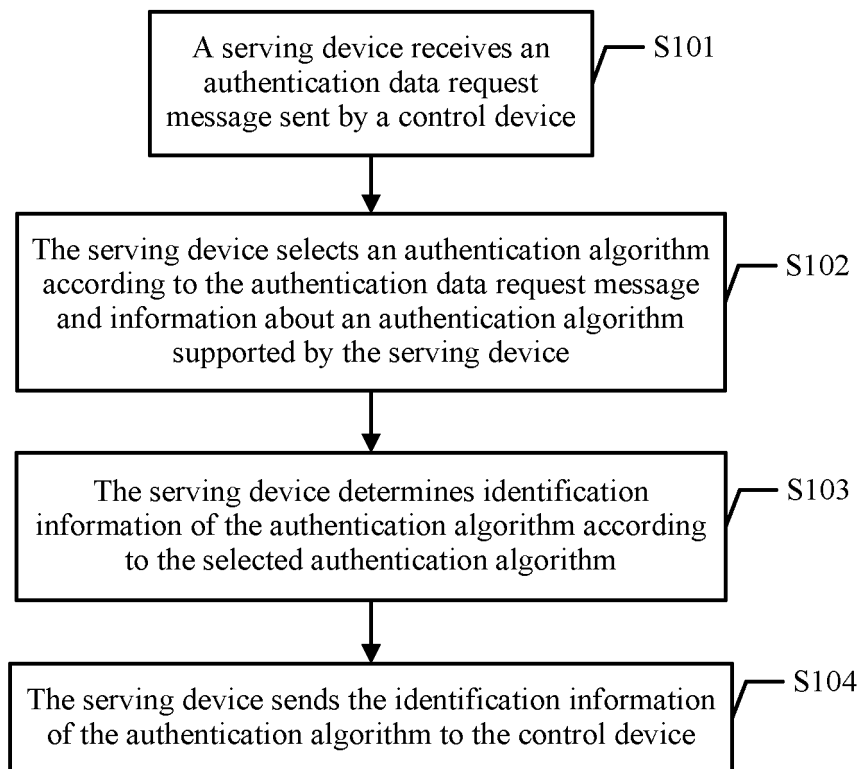 A serving device receives an
authentication data request
message sent by a control device
S101
The serving device selects an authentication algorithm
according to the authentication data request message
and information about an authentication algorithm
supported by the serving device
S102
The serving device determines identification
information of the authentication algorithm according
to the selected authentication algorithm
S103
The serving device sends the identification information
of the authentication algorithm to the control device
S104